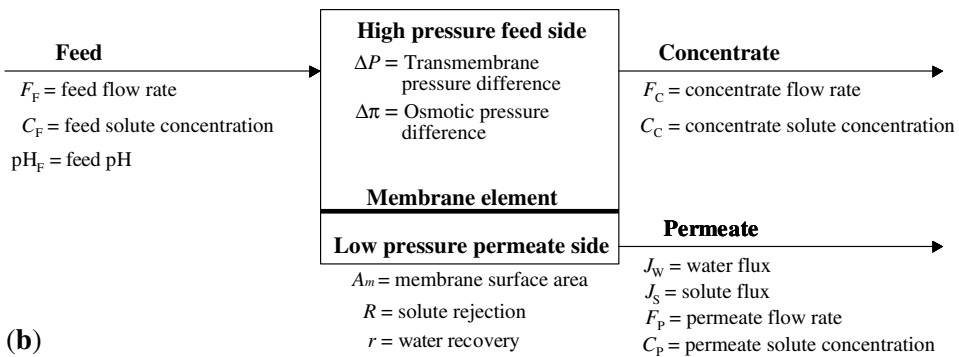 Feed
F_F = feed flow rate
C_F = feed solute concentration
pH_F = feed pH
High pressure feed side
ΔP = Transmembrane
pressure difference
Δπ = Osmotic pressure
difference
Membrane element
Low pressure permeate side
A_m = membrane surface area
R = solute rejection
r = water recovery
Concentrate
F_C = concentrate flow rate
C_C = concentrate solute concentration
Permeate
J_W = water flux
J_S = solute flux
F_P = permeate flow rate
C_P = permeate solute concentration
(b)